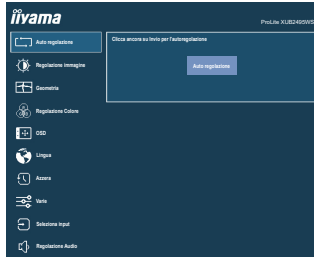 iiyama
ProLite XUB2495WS
Auto regolazione
Clicca ancora su Invio per l'autoregolazione
Auto regolazione
Regolazione Immagine
Geometria
Regolazione Colore
OSD
Lingua
Azzera
Varie
Seleziona input
Regolazione Audio